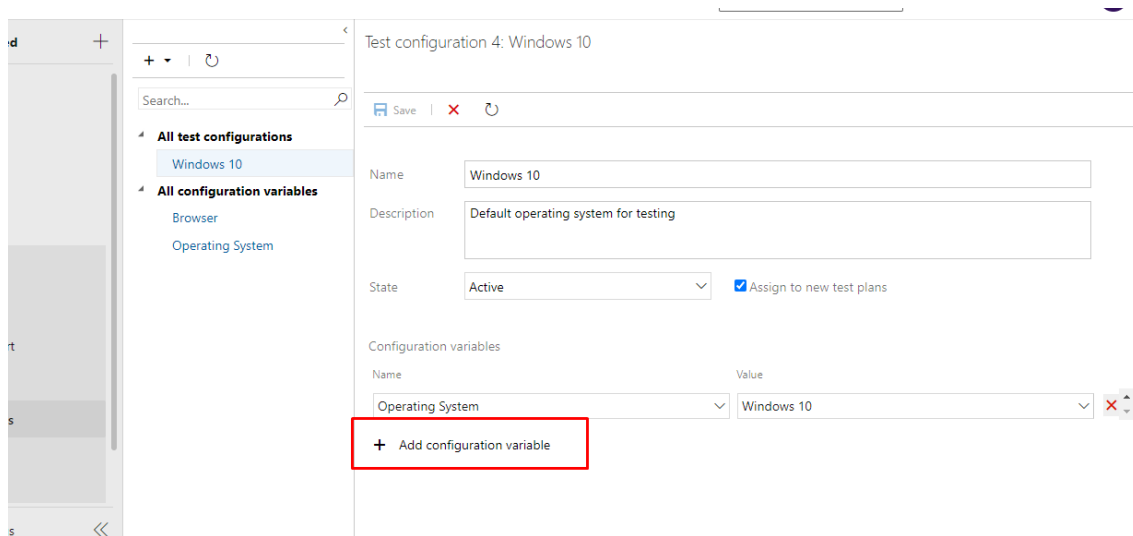 Test configuration 4: Windows 10
Search...
Save
All test configurations
Windows 10
All configuration variables
Browser
Operating System
Name
Windows 10
Description
Default operating system for testing
State
Active
Assign to new test plans
Configuration variables
Name
Value
Operating System
Windows 10
+ Add configuration variable